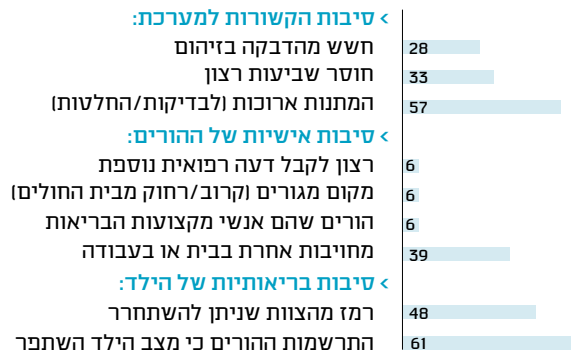 > סיבות הקשורות למערכת:
חשש מהדבקה בזיהום 28
חוסר שביעות רצון 33
המתנות ארוכות (לבדיקות/החלטות) 57
> סיבות אישיות של ההורים:
רצון לקבל דעה רפואית נוספת 6
מקום מגורים (קרוב/רחוק מבית החולים) 6
הורים שהם אנשי מקצועות הבריאות 6
מחויבות אחרת בבית או בעבודה 39
> סיבות בריאותיות של הילד:
רמז מהצוות שניתן להשתחרר 48
התרשמות ההורים כי מצב הילד השתפר 61